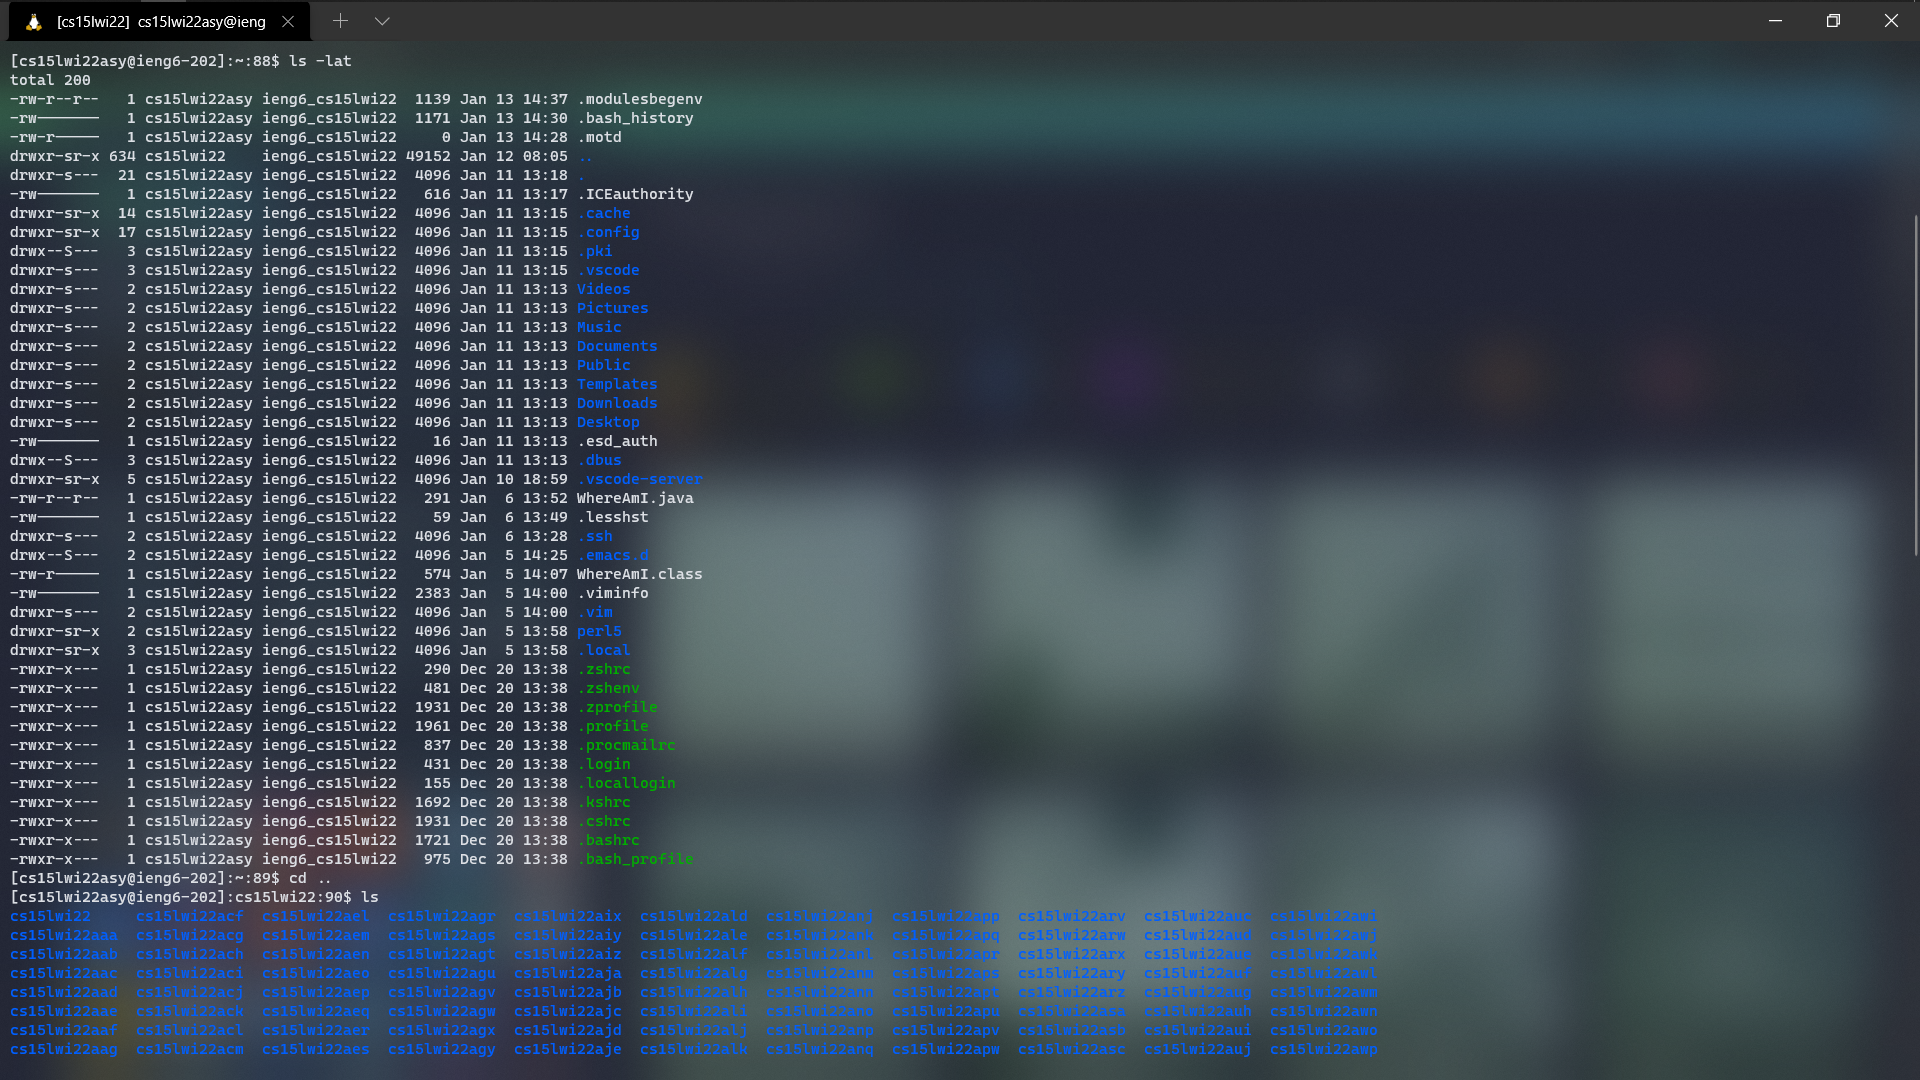 [cs15lwi22] cs15lwi22asy@ieng
[cs15lwi22asy@ieng6-202]:~:88$ ls -lat
total 200
-rw-r--r--   1 cs15lwi22asy ieng6_cs15lwi22  1139 Jan 13 14:37 .modulesbegenv
-rw-------   1 cs15lwi22asy ieng6_cs15lwi22  1171 Jan 13 14:30 .bash_history
-rw-r-----   1 cs15lwi22asy ieng6_cs15lwi22     0 Jan 13 14:28 .motd
drwxr-sr-x 634 cs15lwi22    ieng6_cs15lwi22 49152 Jan 12 08:05 ..
drwxr-s---  21 cs15lwi22asy ieng6_cs15lwi22  4096 Jan 11 13:18 .
-rw-------   1 cs15lwi22asy ieng6_cs15lwi22   616 Jan 11 13:17 .ICEauthority
drwxr-sr-x  14 cs15lwi22asy ieng6_cs15lwi22  4096 Jan 11 13:15 .cache
drwxr-sr-x  17 cs15lwi22asy ieng6_cs15lwi22  4096 Jan 11 13:15 .config
drwx--S---   3 cs15lwi22asy ieng6_cs15lwi22  4096 Jan 11 13:15 .pki
drwxr-s---   3 cs15lwi22asy ieng6_cs15lwi22  4096 Jan 11 13:15 .vscode
drwxr-s---   2 cs15lwi22asy ieng6_cs15lwi22  4096 Jan 11 13:13 Videos
drwxr-s---   2 cs15lwi22asy ieng6_cs15lwi22  4096 Jan 11 13:13 Pictures
drwxr-s---   2 cs15lwi22asy ieng6_cs15lwi22  4096 Jan 11 13:13 Music
drwxr-s---   2 cs15lwi22asy ieng6_cs15lwi22  4096 Jan 11 13:13 Documents
drwxr-s---   2 cs15lwi22asy ieng6_cs15lwi22  4096 Jan 11 13:13 Public
drwxr-s---   2 cs15lwi22asy ieng6_cs15lwi22  4096 Jan 11 13:13 Templates
drwxr-s---   2 cs15lwi22asy ieng6_cs15lwi22  4096 Jan 11 13:13 Downloads
drwxr-s---   2 cs15lwi22asy ieng6_cs15lwi22  4096 Jan 11 13:13 Desktop
-rw-------   1 cs15lwi22asy ieng6_cs15lwi22    16 Jan 11 13:13 .esd_auth
drwx--S---   3 cs15lwi22asy ieng6_cs15lwi22  4096 Jan 11 13:13 .dbus
drwxr-sr-x   5 cs15lwi22asy ieng6_cs15lwi22  4096 Jan 10 18:59 .vscode-server
-rw-r--r--   1 cs15lwi22asy ieng6_cs15lwi22   291 Jan  6 13:52 WhereAmI.java
-rw-------   1 cs15lwi22asy ieng6_cs15lwi22    59 Jan  6 13:49 .lesshst
drwxr-s---   2 cs15lwi22asy ieng6_cs15lwi22  4096 Jan  6 13:28 .ssh
drwx--S---   2 cs15lwi22asy ieng6_cs15lwi22  4096 Jan  5 14:25 .emacs.d
-rw-r-----   1 cs15lwi22asy ieng6_cs15lwi22   574 Jan  5 14:07 WhereAmI.class
-rw-------   1 cs15lwi22asy ieng6_cs15lwi22  2383 Jan  5 14:00 .viminfo
drwxr-s---   2 cs15lwi22asy ieng6_cs15lwi22  4096 Jan  5 14:00 .vim
drwxr-sr-x   2 cs15lwi22asy ieng6_cs15lwi22  4096 Jan  5 13:58 perl5
drwxr-sr-x   3 cs15lwi22asy ieng6_cs15lwi22  4096 Jan  5 13:58 .local
-rwxr-x---   1 cs15lwi22asy ieng6_cs15lwi22   290 Dec 20 13:38 .zshrc
-rwxr-x---   1 cs15lwi22asy ieng6_cs15lwi22   481 Dec 20 13:38 .zshenv
-rwxr-x---   1 cs15lwi22asy ieng6_cs15lwi22  1931 Dec 20 13:38 .zprofile
-rwxr-x---   1 cs15lwi22asy ieng6_cs15lwi22  1961 Dec 20 13:38 .profile
-rwxr-x---   1 cs15lwi22asy ieng6_cs15lwi22   837 Dec 20 13:38 .procmailrc
-rwxr-x---   1 cs15lwi22asy ieng6_cs15lwi22   431 Dec 20 13:38 .login
-rwxr-x---   1 cs15lwi22asy ieng6_cs15lwi22   155 Dec 20 13:38 .locallogin
-rwxr-x---   1 cs15lwi22asy ieng6_cs15lwi22  1692 Dec 20 13:38 .kshrc
-rwxr-x---   1 cs15lwi22asy ieng6_cs15lwi22  1931 Dec 20 13:38 .cshrc
-rwxr-x---   1 cs15lwi22asy ieng6_cs15lwi22  1721 Dec 20 13:38 .bashrc
-rwxr-x---   1 cs15lwi22asy ieng6_cs15lwi22   975 Dec 20 13:38 .bash_profile
[cs15lwi22asy@ieng6-202]:~:89$ cd ..
[cs15lwi22asy@ieng6-202]:cs15lwi22:90$ ls
cs15lwi22     cs15lwi22acf  cs15lwi22ael  cs15lwi22agr  cs15lwi22aix  cs15lwi22ald  cs15lwi22anj  cs15lwi22app  cs15lwi22arv  cs15lwi22auc  cs15lwi22awi
cs15lwi22aaa  cs15lwi22acg  cs15lwi22aem  cs15lwi22ags  cs15lwi22aiy  cs15lwi22ale  cs15lwi22ank  cs15lwi22apq  cs15lwi22arw  cs15lwi22aud  cs15lwi22awj
cs15lwi22aab  cs15lwi22ach  cs15lwi22aen  cs15lwi22agt  cs15lwi22aiz  cs15lwi22alf  cs15lwi22anl  cs15lwi22apr  cs15lwi22arx  cs15lwi22aue  cs15lwi22awk
cs15lwi22aac  cs15lwi22aci  cs15lwi22aeo  cs15lwi22agu  cs15lwi22aja  cs15lwi22alg  cs15lwi22anm  cs15lwi22aps  cs15lwi22ary  cs15lwi22auf  cs15lwi22awl
cs15lwi22aad  cs15lwi22acj  cs15lwi22aep  cs15lwi22agv  cs15lwi22ajb  cs15lwi22alh  cs15lwi22ann  cs15lwi22apt  cs15lwi22arz  cs15lwi22aug  cs15lwi22awm
cs15lwi22aae  cs15lwi22ack  cs15lwi22aeq  cs15lwi22agw  cs15lwi22ajc  cs15lwi22ali  cs15lwi22ano  cs15lwi22apu  cs15lwi22asa  cs15lwi22auh  cs15lwi22awn
cs15lwi22aaf  cs15lwi22acl  cs15lwi22aer  cs15lwi22agx  cs15lwi22ajd  cs15lwi22alj  cs15lwi22anp  cs15lwi22apv  cs15lwi22asb  cs15lwi22aui  cs15lwi22awo
cs15lwi22aag  cs15lwi22acm  cs15lwi22aes  cs15lwi22agy  cs15lwi22aje  cs15lwi22alk  cs15lwi22anq  cs15lwi22apw  cs15lwi22asc  cs15lwi22auj  cs15lwi22awp